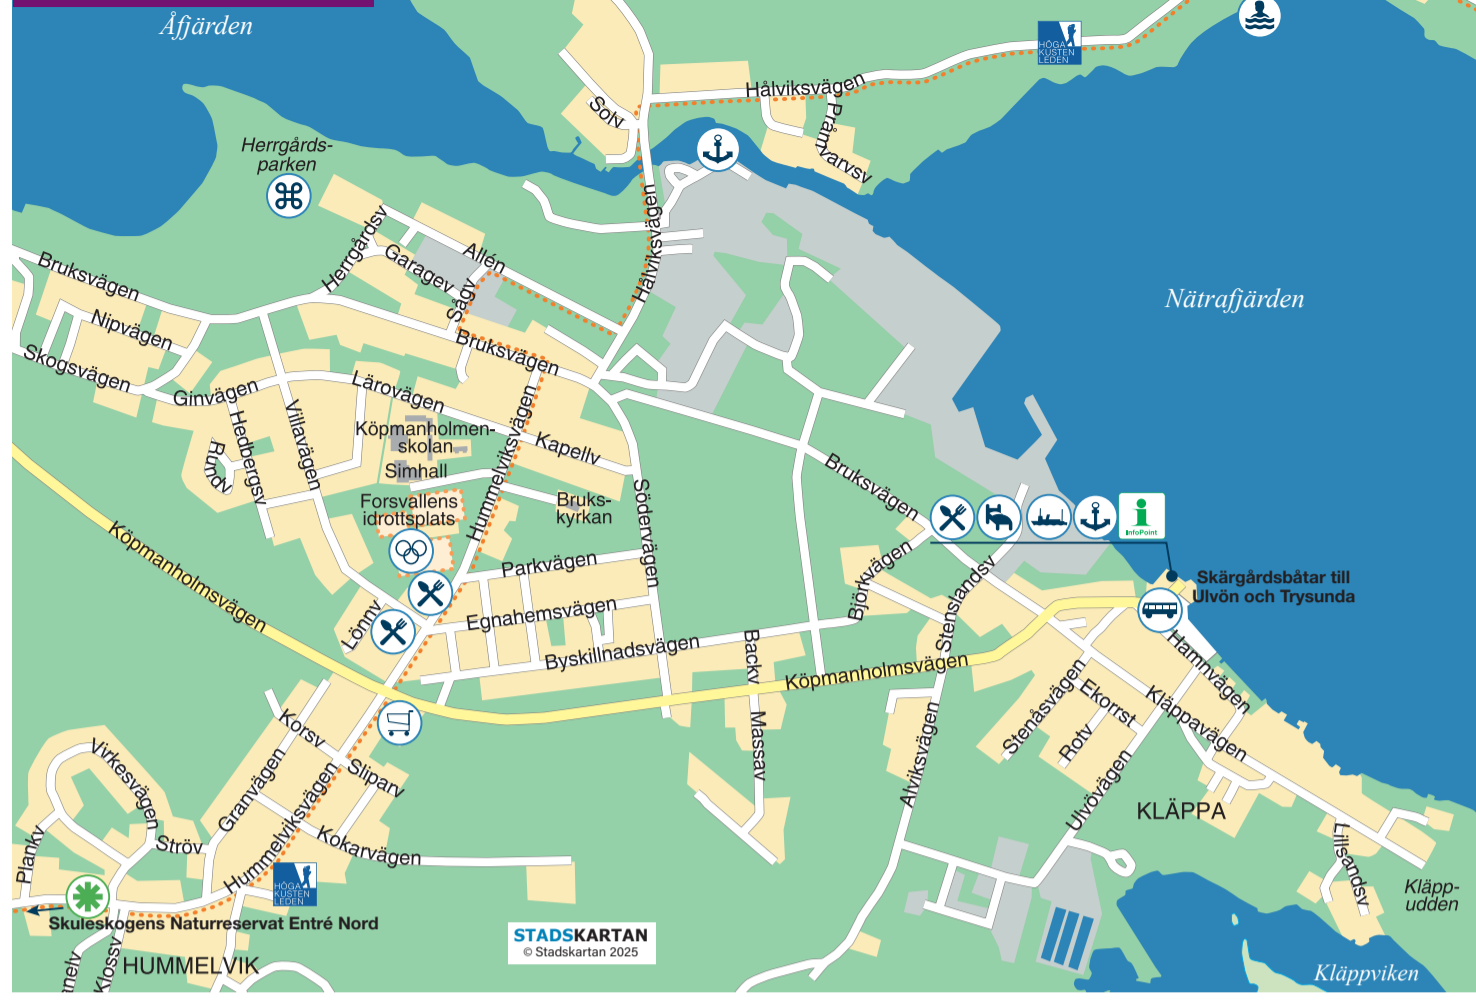 Åfjärden
HÖGA
KUSTEN
LEDEN
Hålviksvägen
Solv
Pråmvarvsv
Herrgårds-
parken
Hålviksvägen
Herrgårdsv
Allén
Garagev
Sågv
Bruksvägen
Nätrafjärden
Nipvägen
Bruksvägen
Skogsvägen
Ginvägen
Lärovägen
Villavägen
Hedbergsv
Rundv
Köpmanholmen-
skolan
Simhall
Hummelviksvägen
Kapellv
Forsvallens
idrottsplats
Bruks-
kyrkan
Södervägen
Bruksvägen
InfoPoint
Köpmanholmsvägen
Parkvägen
Björkvägen
Stenslandsv
Skärgårdsbåtar till
Ulvön och Trysunda
Lönnv
Egnahemsvägen
Byskillnadsvägen
Backv
Köpmanholmsvägen
Hamnvägen
Stenåsvägen
Ekorrst
Kläppavägen
Rotv
Massav
Alviksvägen
Ulvövägen
Korsv
Virkesvägen
Granvägen
Sliparv
Hummelviksvägen
Kokarvägen
Plankv
Ströv
KLÄPPA
Lillsandsv
Kläpp-
udden
HÖGA
KUSTEN
LEDEN
Skuleskogens Naturreservat Entré Nord
STADSKARTAN
© Stadskartan 2025
Klossv
HUMMELVIK
Kläppviken